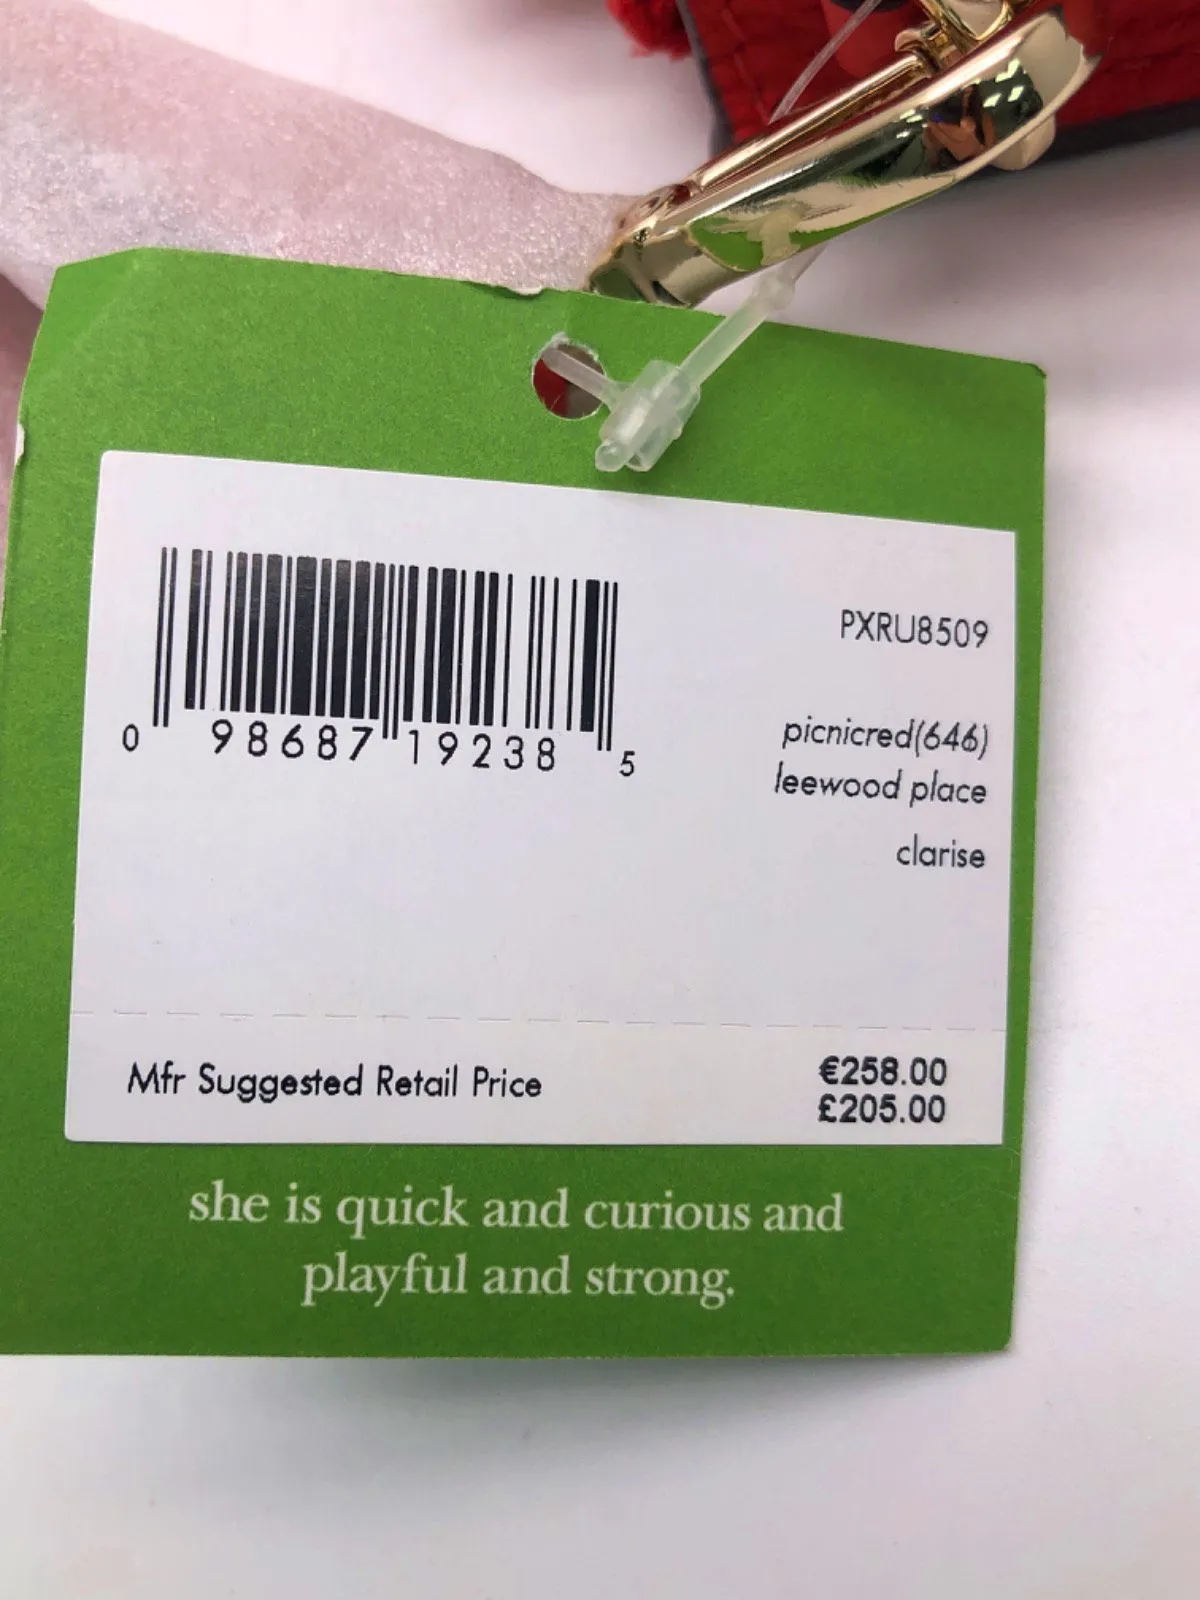 PXRU8509
0 98687 19238 5
picnicred(646)
leewood place
clarise
Mfr Suggested Retail Price €258.00
£205.00
she is quick and curious and
playful and strong.